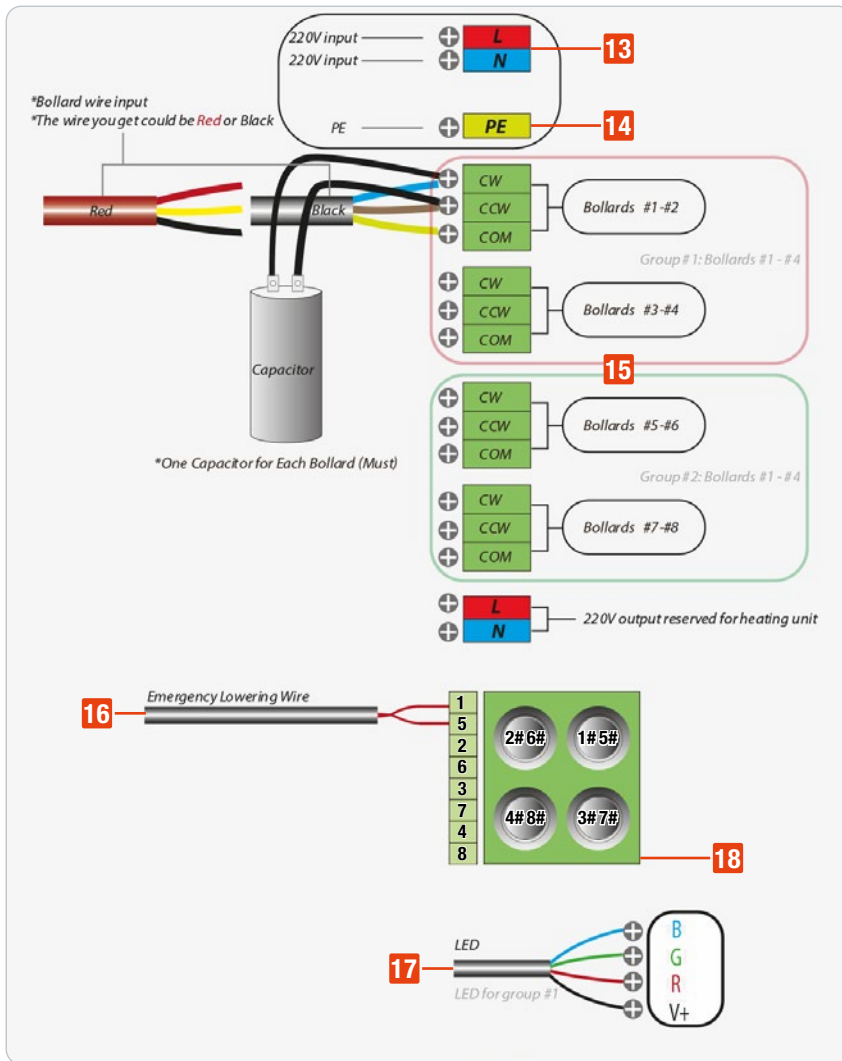 220V input
L
13
220V input
N
PE
PE
14
*Bollard wire input
*The wire you get could be Red or Black
Red
Black
CW
CCW
COM
Bollards #1-#2
Group#1: Bollards #1 - #4
CW
CCW
COM
Bollards #3-#4
Capacitor
*One Capacitor for Each Bollard (Must)
15
CW
CCW
COM
Bollards #5-#6
Group#2: Bollards #1 - #4
CW
CCW
COM
Bollards #7-#8
L
N
220V output reserved for heating unit
16
Emergency Lowering Wire
1
5
2
6
3
7
4
8
2#6#
1#5#
4#8#
3#7#
18
17
LED
LED for group #1
B
G
R
V+